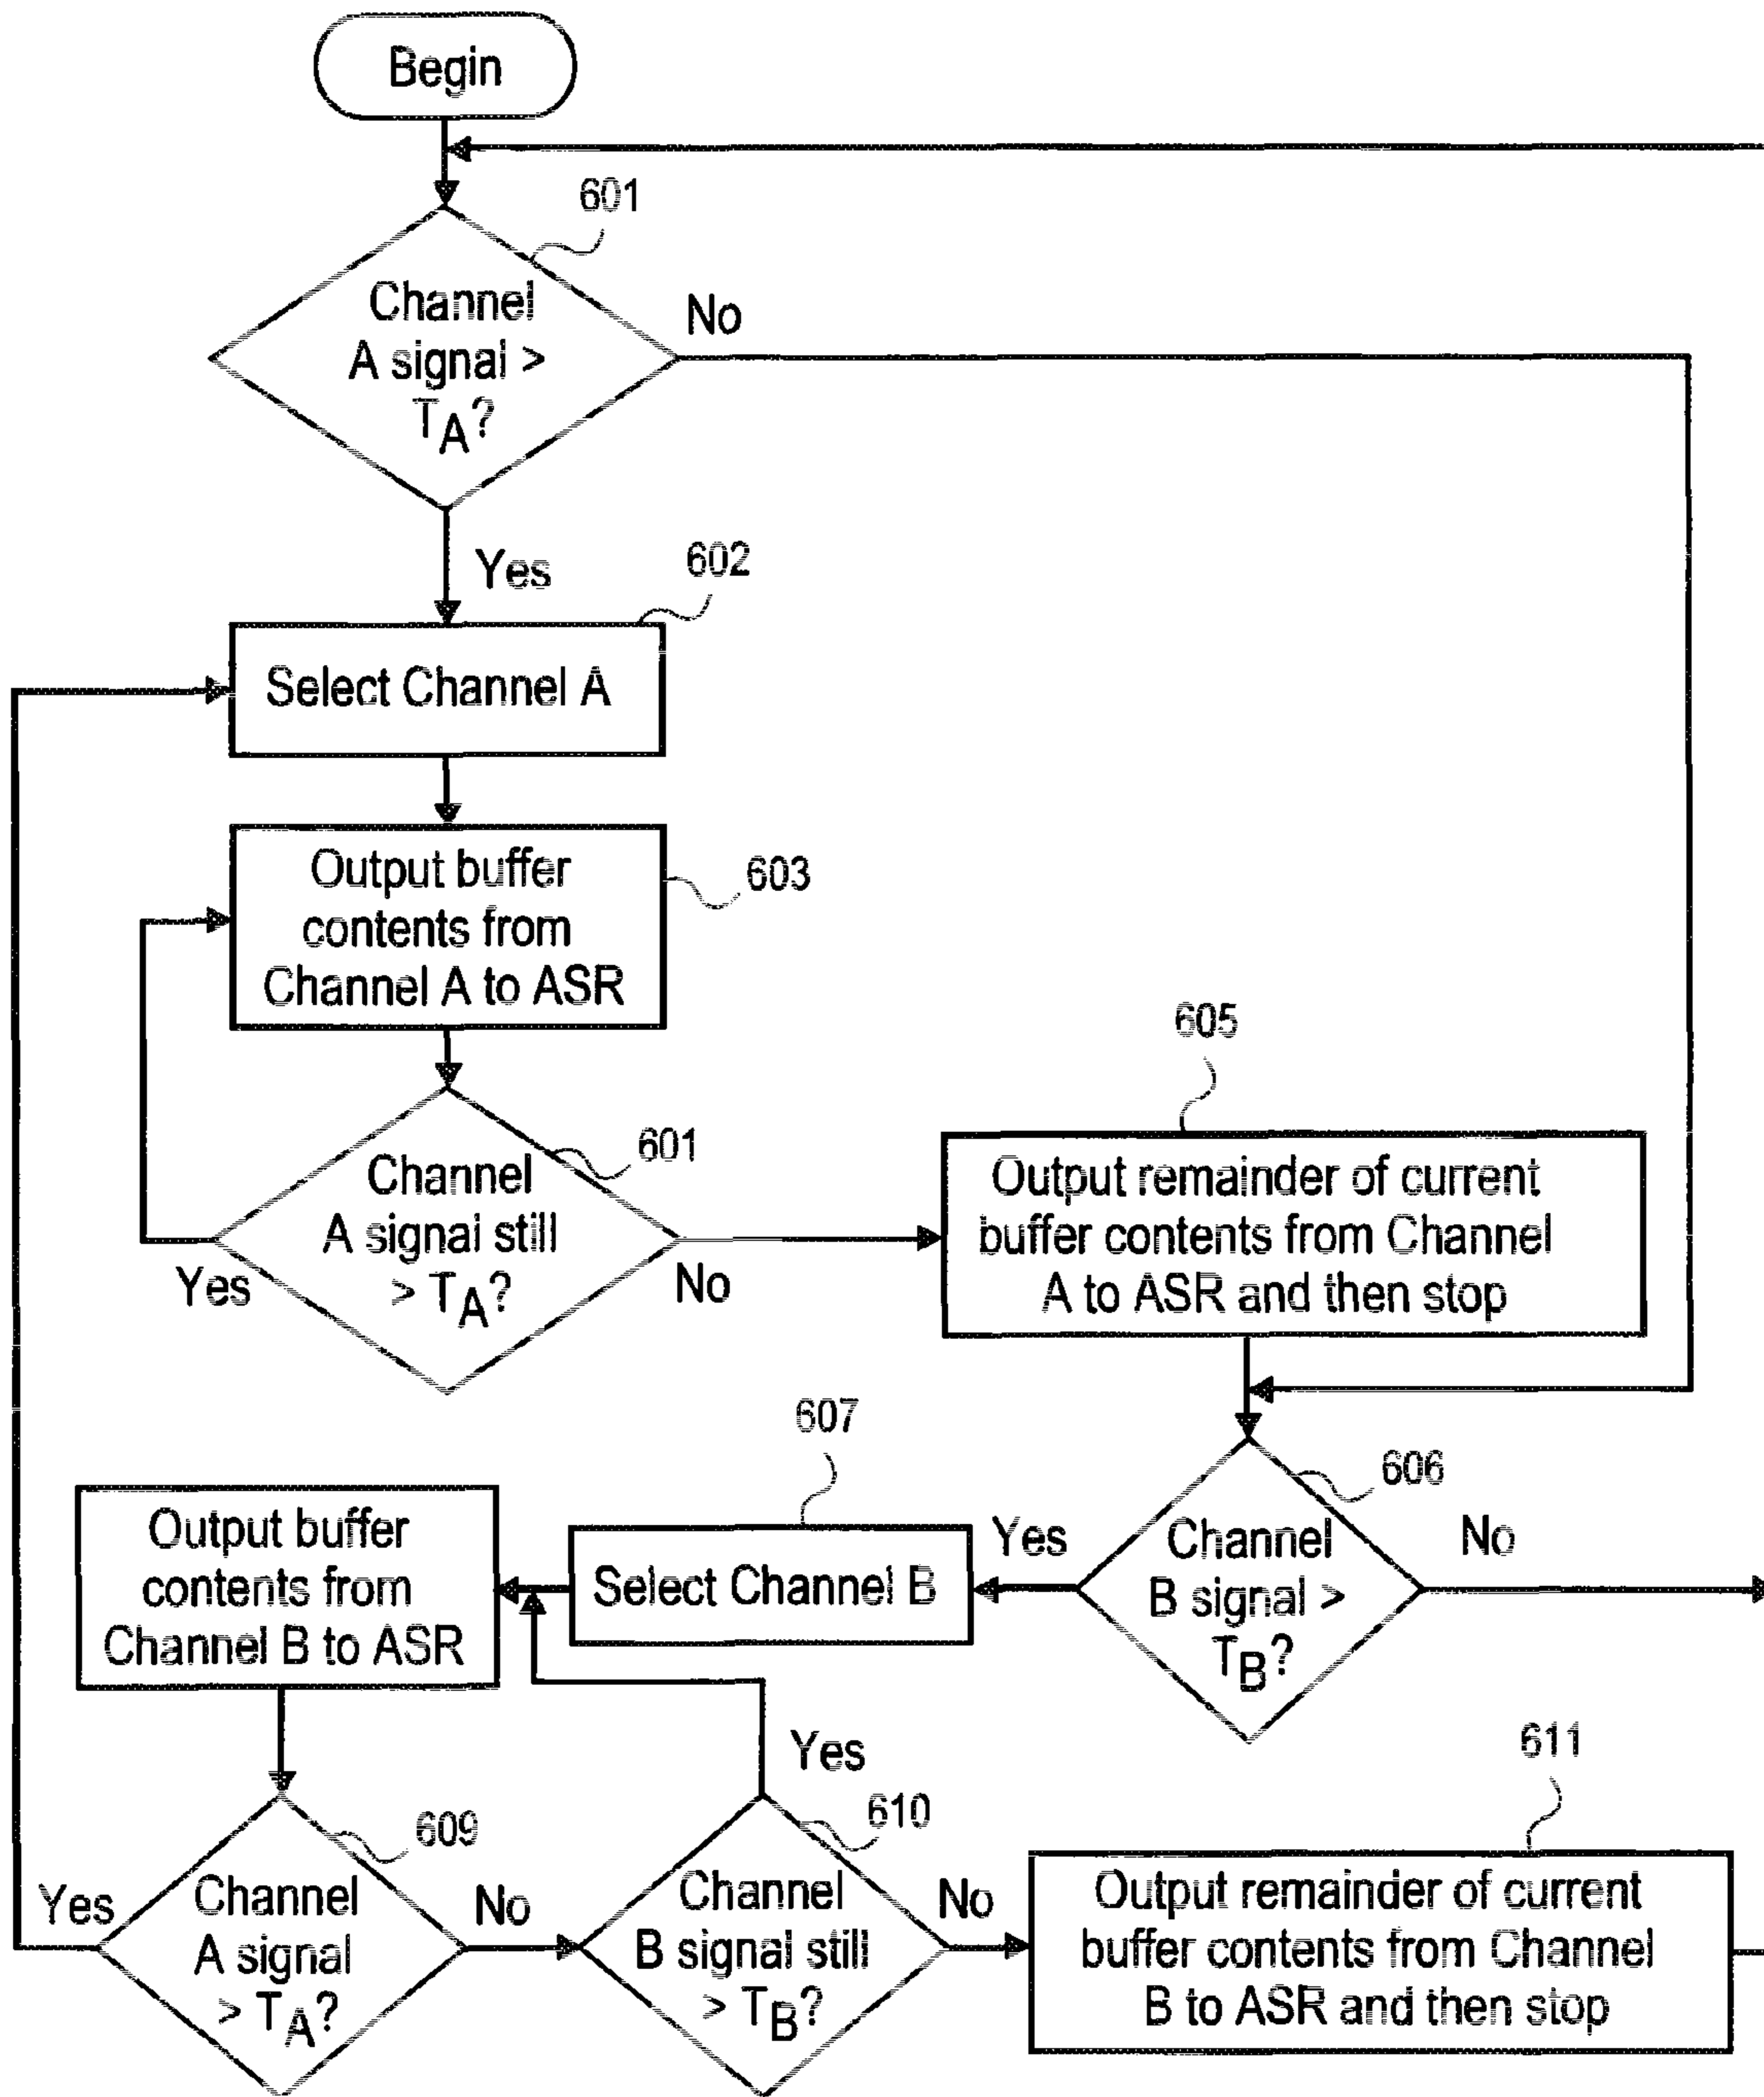 Begin
601
Channel
A signal >
TA?
No
Yes
602
Select Channel A
603
Output buffer
contents from
Channel A to ASR
601
Channel
A signal still
> TA?
Yes
No
605
Output remainder of current
buffer contents from Channel
A to ASR and then stop
606
Channel
B signal >
TB?
Yes
No
607
Select Channel B
Output buffer
contents from
Channel B to ASR
609
Channel
A signal
> TA?
Yes
No
610
Channel
B signal still
> TB?
Yes
No
611
Output remainder of current
buffer contents from Channel
B to ASR and then stop